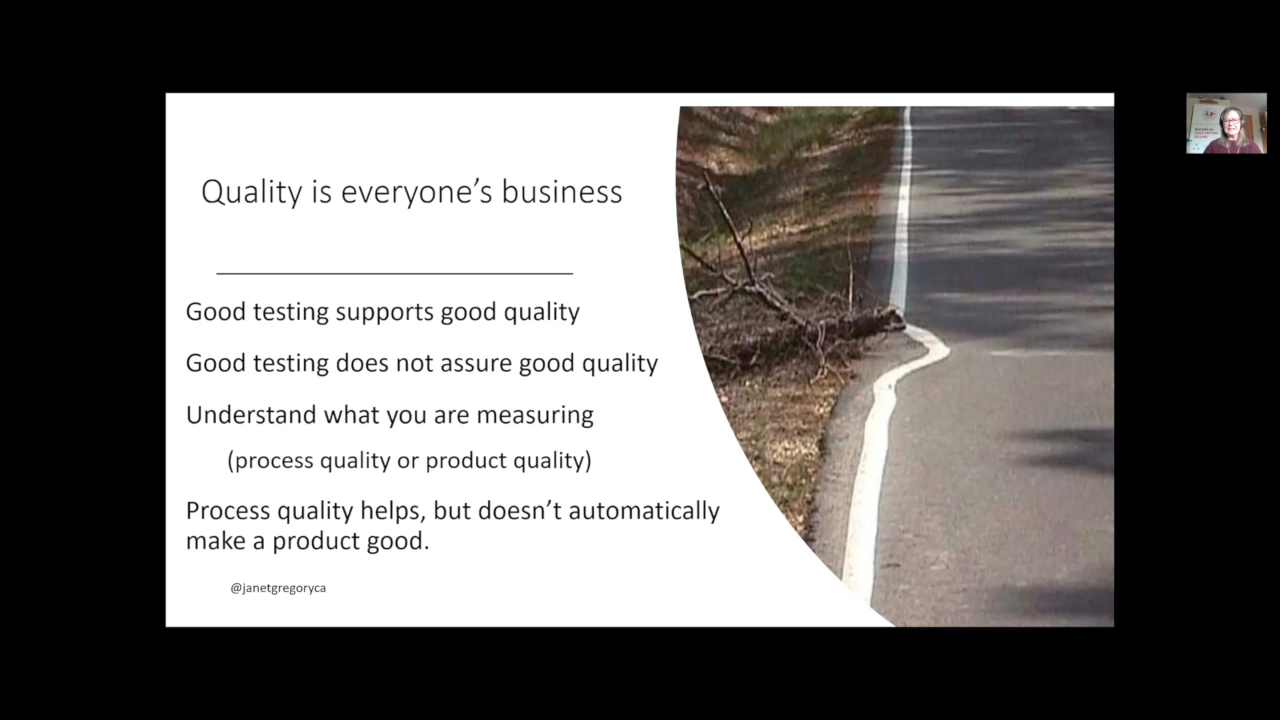 Quality is everyone’s business
Good testing supports good quality
Good testing does not assure good quality
Understand what you are measuring
(process quality or product quality)
Process quality helps, but doesn’t automatically
make a product good.
@janetgregoryca